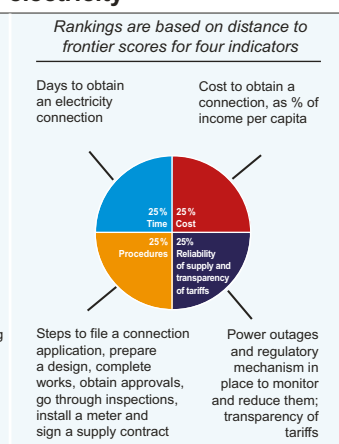 electricity
Rankings are based on distance to
frontier scores for four indicators
Days to obtain
an electricity
connection
Cost to obtain a
connection, as % of
income per capita
25%
Time
25%
Cost
25%
Procedures
25%
Reliability
of supply and
transparency
of tariffs
Steps to file a connection
application, prepare
a design, complete
works, obtain approvals,
go through inspections,
install a meter and
sign a supply contract
Power outages
and regulatory
mechanism in
place to monitor
and reduce them;
transparency of
tariffs